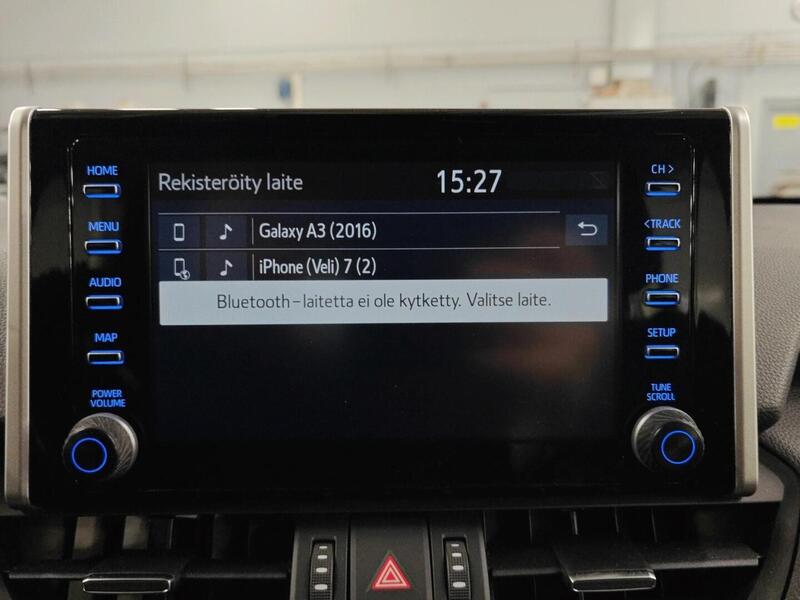 HOME
MENU
AUDIO
MAP
POWER
VOLUME
Rekisteröity laite
15:27
Galaxy A3 (2016)
iPhone (Veli) 7 (2)
Bluetooth-laitetta ei ole kytketty. Valitse laite.
CH >
< TRACK
PHONE
SETUP
TUNE
SCROLL